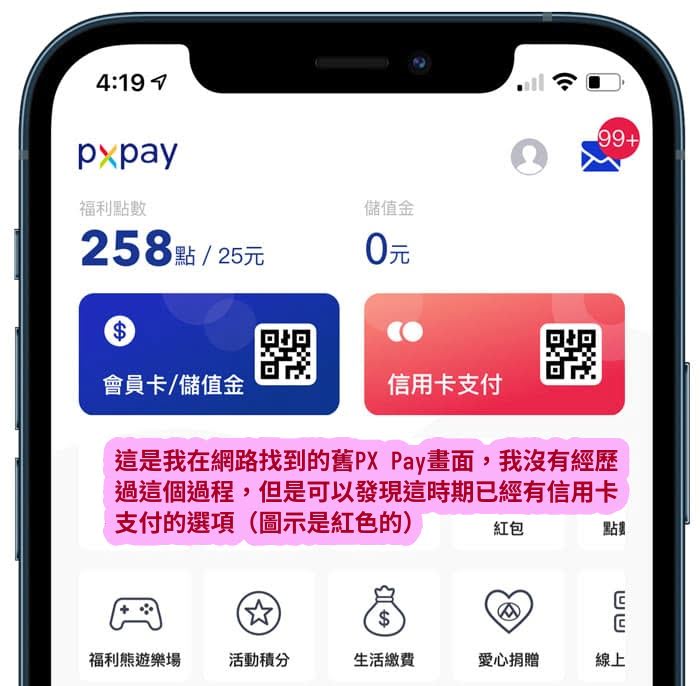 4:19
pxpay
99+
福利點數
儲值金
258點 / 25元
0元
會員卡/儲值金
信用卡支付
這是我在網路找到的舊PX Pay畫面，我沒有經歷
過這個過程，但是可以發現這時期已經有信用卡
支付的選項（圖示是紅色的）
紅包
福利熊遊樂場
活動積分
生活繳費
愛心捐贈
線上